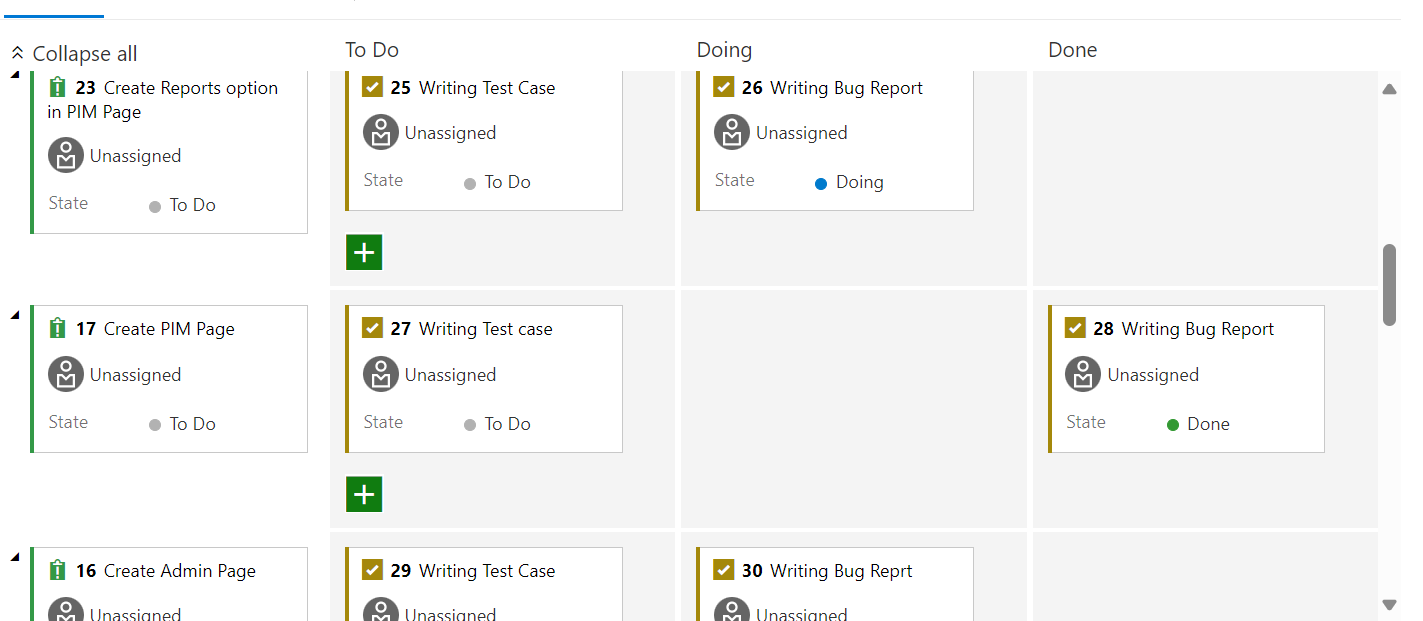 Collapse all
To Do
Doing
Done
23 Create Reports option
in PIM Page
Unassigned
State To Do
25 Writing Test Case
Unassigned
State To Do
26 Writing Bug Report
Unassigned
State Doing
17 Create PIM Page
Unassigned
State To Do
27 Writing Test case
Unassigned
State To Do
28 Writing Bug Report
Unassigned
State Done
16 Create Admin Page
Unassigned
29 Writing Test Case
Unassigned
30 Writing Bug Reprt
Unassigned